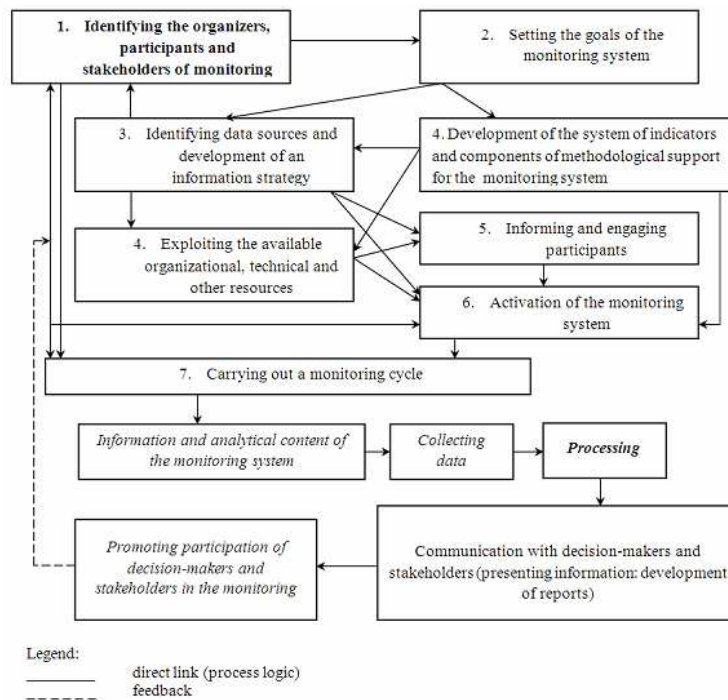 1. Identifying the organizers,
participants and
stakeholders of monitoring
2. Setting the goals of the
monitoring system
3. Identifying data sources and
development of an
information strategy
4. Development of the system of indicators
and components of methodological support
for the monitoring system
4. Exploiting the available
organizational, technical and
other resources
5. Informing and engaging
participants
6. Activation of the monitoring
system
7. Carrying out a monitoring cycle
Information and analytical content of
the monitoring system
Collecting
data
Processing
Promoting participation of
decision-makers and
stakeholders in the monitoring
Communication with decision-makers and
stakeholders (presenting information: development
of reports)
Legend:
direct link (process logic)
feedback